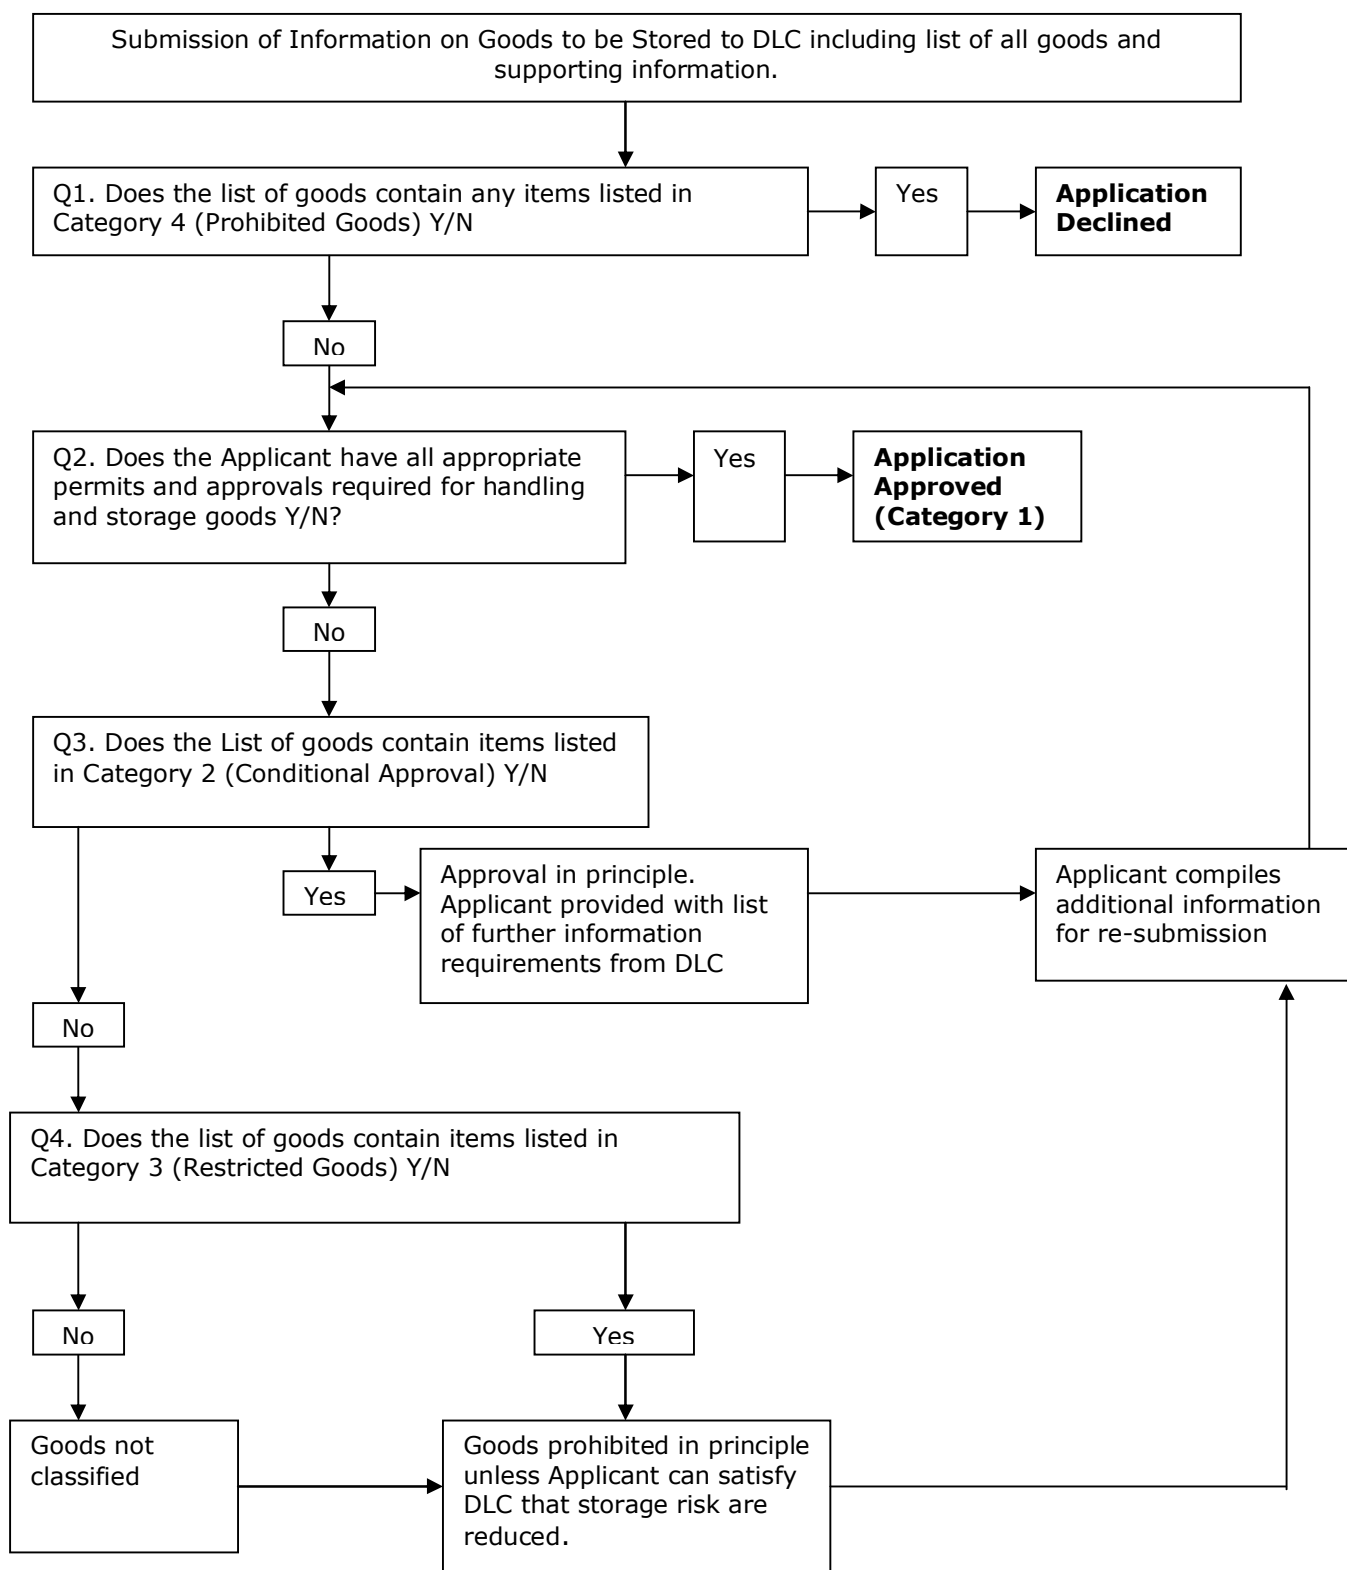 Submission of Information on Goods to be Stored to DLC including list of all goods and
supporting information.
Q1. Does the list of goods contain any items listed in
Category 4 (Prohibited Goods) Y/N
Yes
Application
Declined
No
Q2. Does the Applicant have all appropriate
permits and approvals required for handling
and storage goods Y/N?
Yes
Application
Approved
(Category 1)
No
Q3. Does the List of goods contain items listed
in Category 2 (Conditional Approval) Y/N
Yes
Approval in principle.
Applicant provided with list
of further information
requirements from DLC
Applicant compiles
additional information
for re-submission
No
Q4. Does the list of goods contain items listed in
Category 3 (Restricted Goods) Y/N
No
Yes
Goods not
classified
Goods prohibited in principle
unless Applicant can satisfy
DLC that storage risk are
reduced.